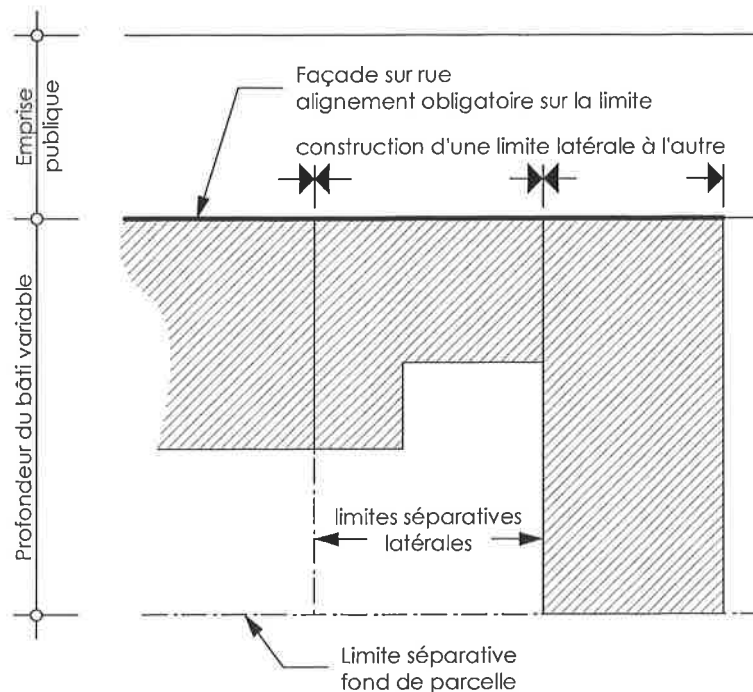 Façade sur rue
alignement obligatoire sur la limite
construction d'une limite latérale à l'autre
Emprise
publique
Profondeur du bâti variable
limites séparatives
latérales
Limite séparative
fond de parcelle